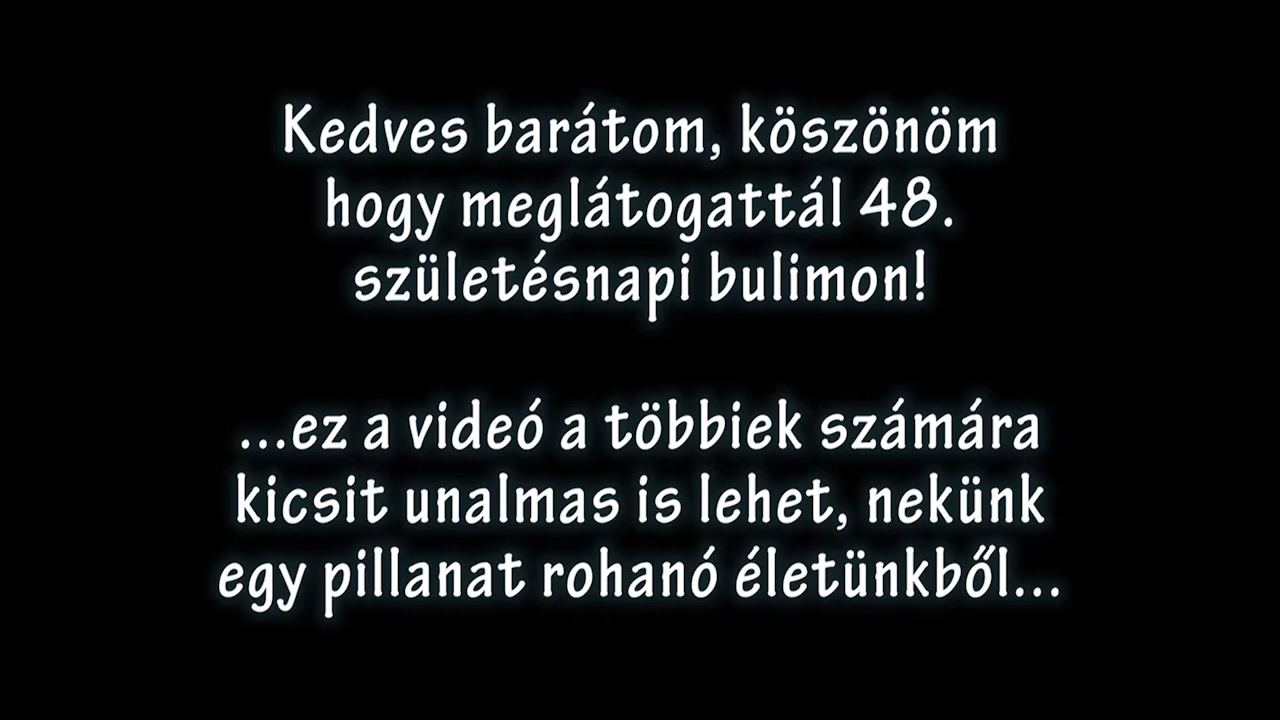 Kedves barátom, köszönöm
hogy meglátogattál 48.
születésnapi bulimon!
...ez a videó a többiek számára
kicsit unalmas is lehet, nekünk
egy pillanat rohanó életünkből...